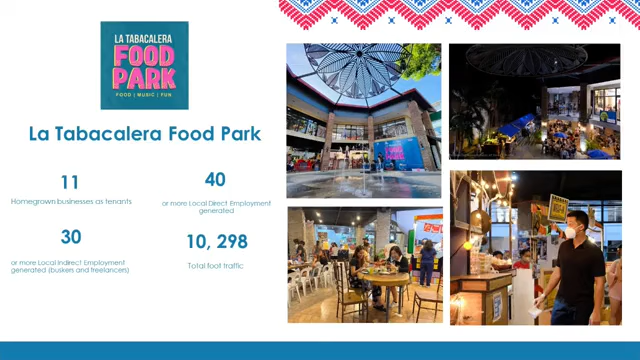 LA TABACALERA
FOOD
PARK
FOOD | MUSIC | FUN
La Tabacalera Food Park
11
Homegrown businesses as tenants
40
or more Local Direct Employment
generated
30
or more Local Indirect Employment
generated (buskers and freelancers)
10, 298
Total foot traffic
FOOD
PARK